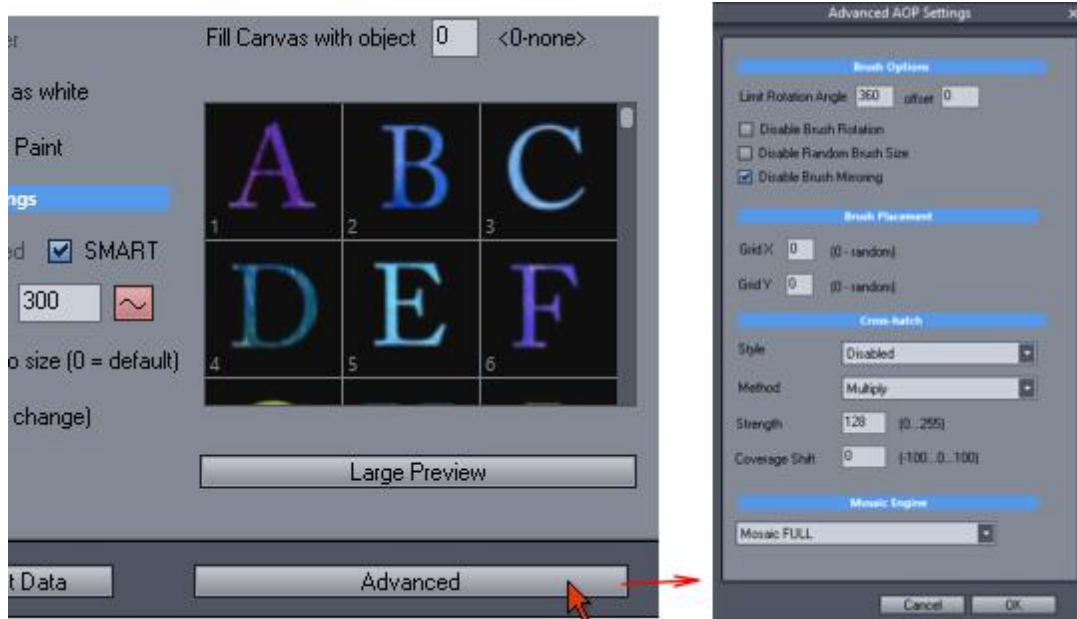 er
Fill Canvas with object 0 <0-none>
as white
Paint
ngs
ed SMART
300
o size (0 = default)
change)
A B C
1 2 3
D E F
4 5 6
Large Preview
t Data
Advanced
Advanced AOP Settings x
Brush Options
Limit Rotation Angle 360 offset 0
Disable Brush Rotation
Disable Random Brush Size
Disable Brush Mirroring
Brush Placement
Grid X 0 (0 - random)
Grid Y 0 (0 - random)
Cross-hatch
Style Disabled
Method Multiply
Strength 128 (0...255)
Coverage Shift 0 (-100...0...100)
Mosaic Engine
Mosaic FULL
Cancel OK